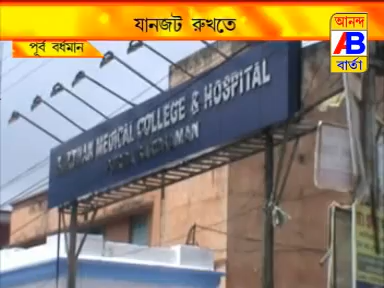 যানজট রুখতে
আনন্দ
AB
বার্তা
পূর্ব বর্ধমান
MEDICAL COLLEGE & HOSPITAL